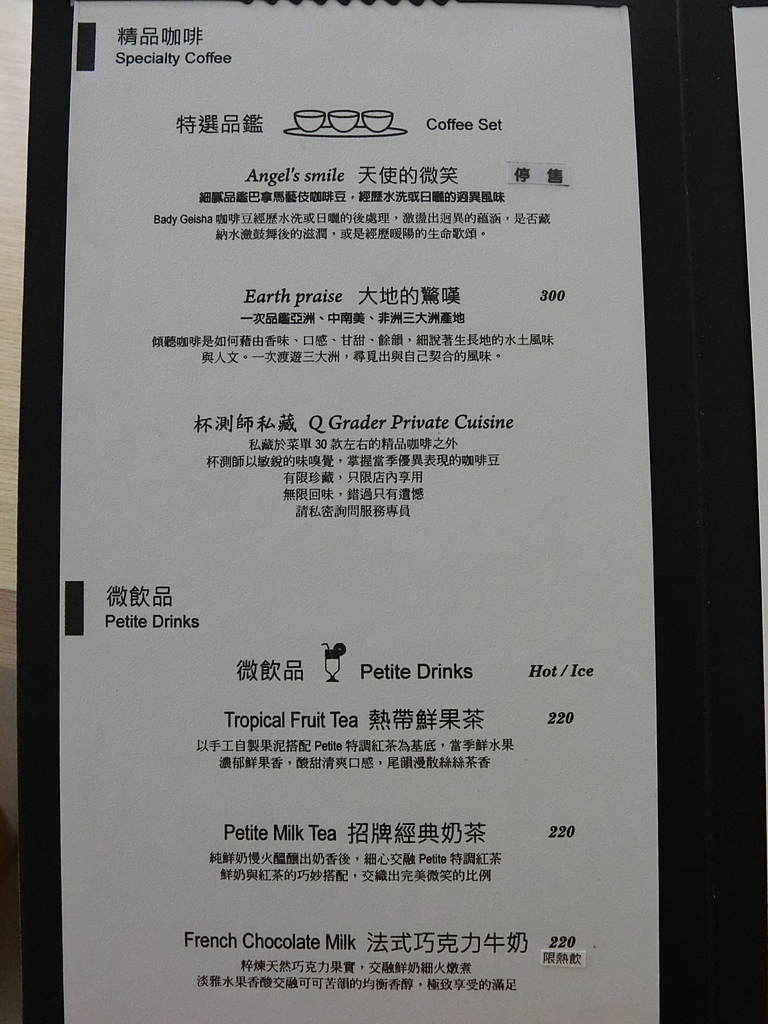 精品咖啡
Specialty Coffee
特選品鑑 Coffee Set
Angel's smile 天使的微笑 停 售
細膩品鑑巴拿馬藝伎咖啡豆，經歷水洗或日曬的迥異風味
Bady Geisha 咖啡豆經歷水洗或日曬的後處理，激盪出迥異的蘊涵，是否藏
納水瀲鼓舞後的滋潤，或是經歷暖陽的生命歌頌。
Earth praise 大地的驚嘆 300
一次品鑑亞洲、中南美、非洲三大洲產地
傾聽咖啡是如何藉由香味、口感、甘甜、餘韻，細說著生長地的水土風味
與人文。一次渡遊三大洲，尋覓出與自己契合的風味。
杯測師私藏 Q Grader Private Cuisine
私藏於菜單 30 款左右的精品咖啡之外
杯測師以敏銳的味嗅覺，掌握當季優異表現的咖啡豆
有限珍藏，只限店內享用
無限回味，錯過只有遺憾
請私密詢問服務專員
微飲品
Petite Drinks
微飲品 Petite Drinks Hot / Ice
Tropical Fruit Tea 熱帶鮮果茶 220
以手工自製果泥搭配 Petite 特調紅茶為基底，當季鮮水果
濃郁鮮果香，酸甜清爽口感，尾韻漫散絲絲茶香
Petite Milk Tea 招牌經典奶茶 220
純鮮奶慢火醞釀出奶香後，細心交融 Petite 特調紅茶
鮮奶與紅茶的巧妙搭配，交織出完美微笑的比例
French Chocolate Milk 法式巧克力牛奶 220
限熱飲
粹煉天然巧克力果實，交融鮮奶細火燉煮
淡雅水果香酸交融可可苦韻的均衡香醇，極致享受的滿足